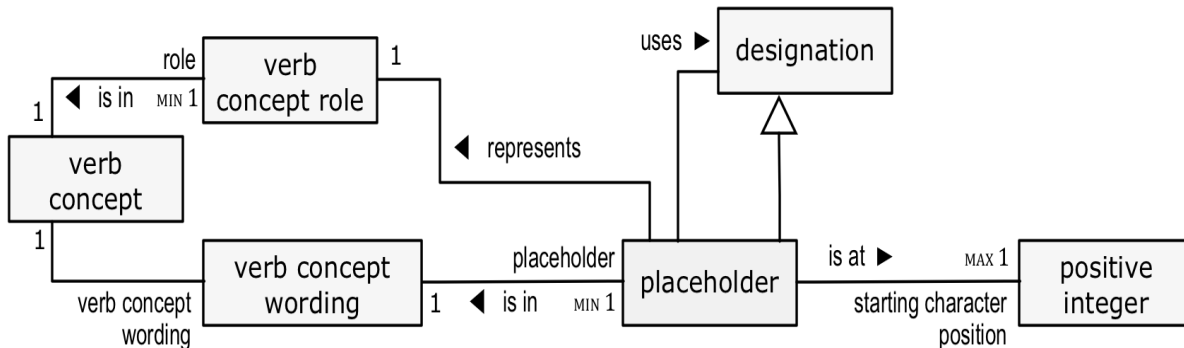 uses ▶
designation
role
verb
concept role
1
◀ is in
MIN 1
1
verb
concept
◀ represents
1
verb concept
wording
verb concept
wording
placeholder
1
◀ is in
MIN 1
placeholder
is at ▶
MAX 1
starting character
position
positive
integer